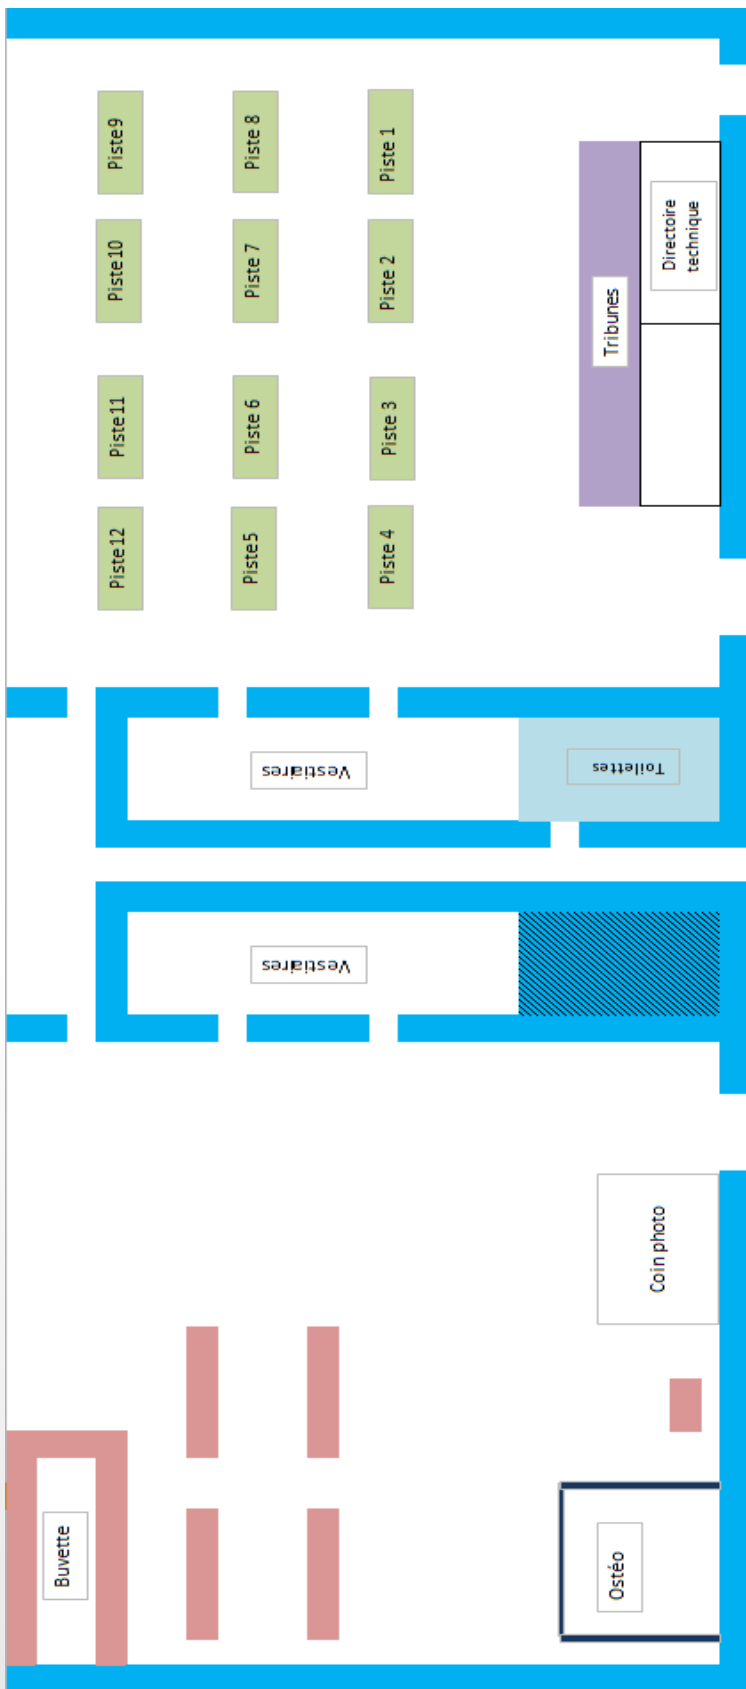 Piste9
Piste 8
Piste 1
Piste10
Piste 7
Piste 2
Directoire
technique
Tribunes
Piste11
Piste 6
Piste 3
Piste12
Piste5
Piste 4
Vestiaires
Toilettes
Vestiaires
Coin photo
Buvette
Ostéo